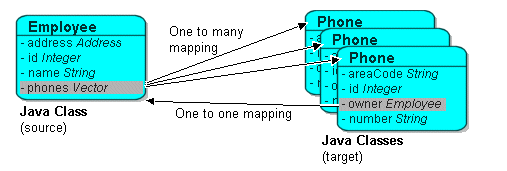 Employee
- address Address
- id Integer
- name String
- phones Vector
Java Class
(source)
One to many
mapping
One to one mapping
Phone
Phone
Phone
- areaCode String
- id Integer
- owner Employee
- number String
Java Classes
(target)